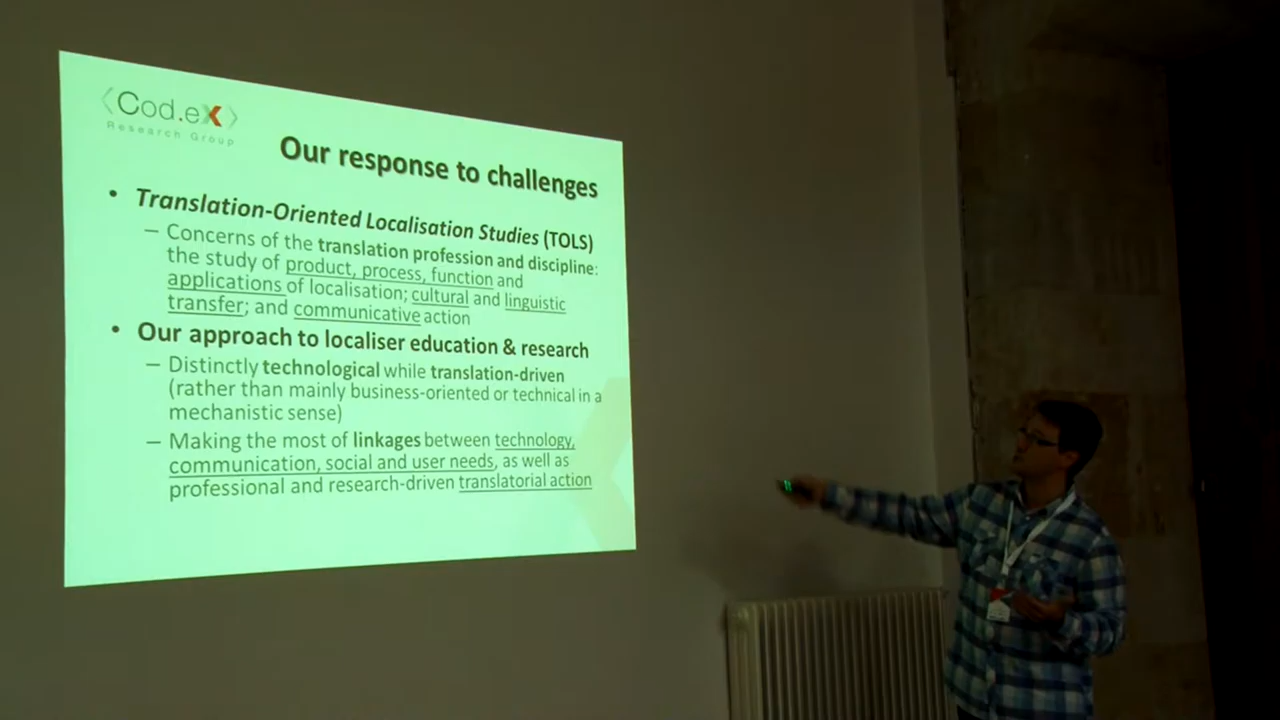 <Cod.eX>
Research Group
Our response to challenges
• Translation-Oriented Localisation Studies (TOLS)
– Concerns of the translation profession and discipline:
the study of product, process, function and
applications of localisation; cultural and linguistic
transfer; and communicative action
• Our approach to localiser education & research
– Distinctly technological while translation-driven
(rather than mainly business-oriented or technical in a
mechanistic sense)
– Making the most of linkages between technology,
communication, social and user needs, as well as
professional and research-driven translatorial action